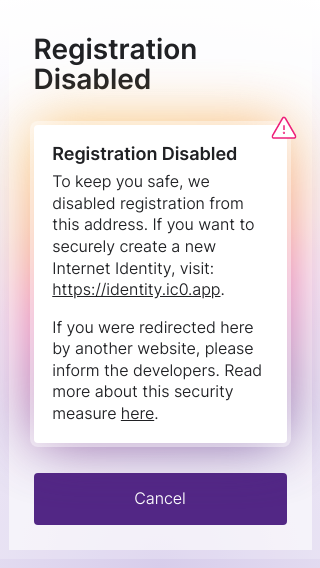 Registration
Disabled
Registration Disabled
To keep you safe, we
disabled registration from
this address. If you want to
securely create a new
Internet Identity, visit:
https://identity.ic0.app.
If you were redirected here
by another website, please
inform the developers. Read
more about this security
measure here.
Cancel